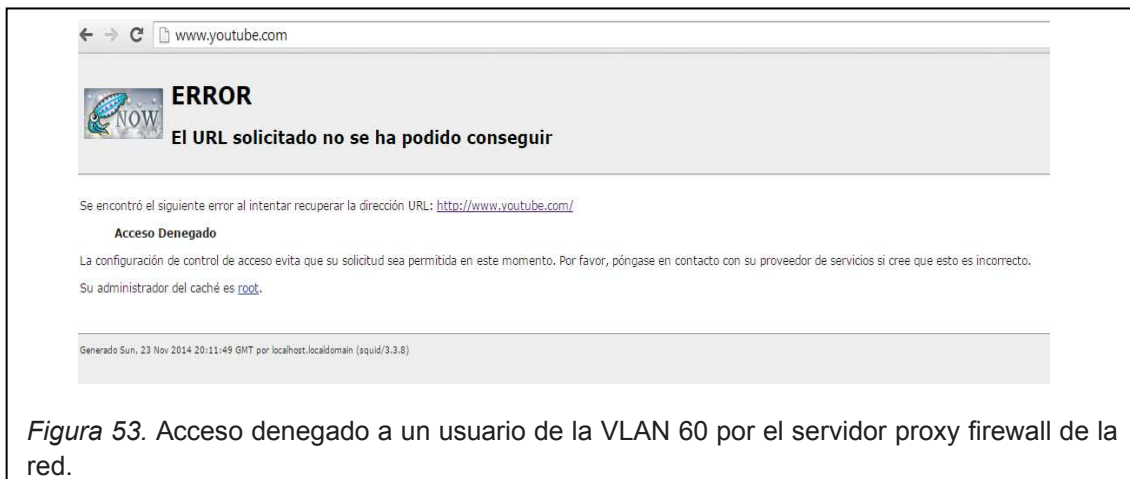 www.youtube.com
NOW
ERROR
El URL solicitado no se ha podido conseguir
Se encontró el siguiente error al intentar recuperar la dirección URL: http://www.youtube.com/
Acceso Denegado
La configuración de control de acceso evita que su solicitud sea permitida en este momento. Por favor, póngase en contacto con su proveedor de servicios si cree que esto es incorrecto.
Su administrador del caché es root.
Generado Sun, 23 Nov 2014 20:11:49 GMT por localhost.localdomain (squid/3.3.8)
Figura 53. Acceso denegado a un usuario de la VLAN 60 por el servidor proxy firewall de la
red.